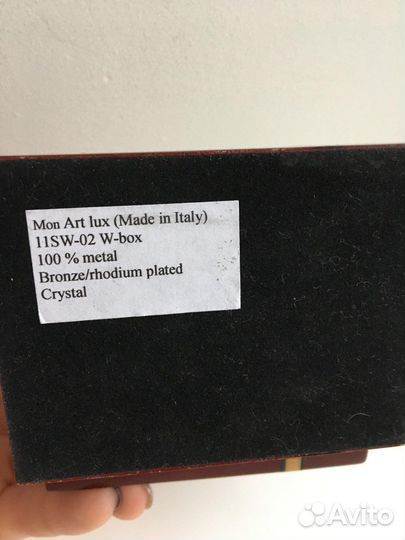 Mon Art lux (Made in Italy)
11SW-02 W-box
100 % metal
Bronze/rhodium plated
Crystal
Avito